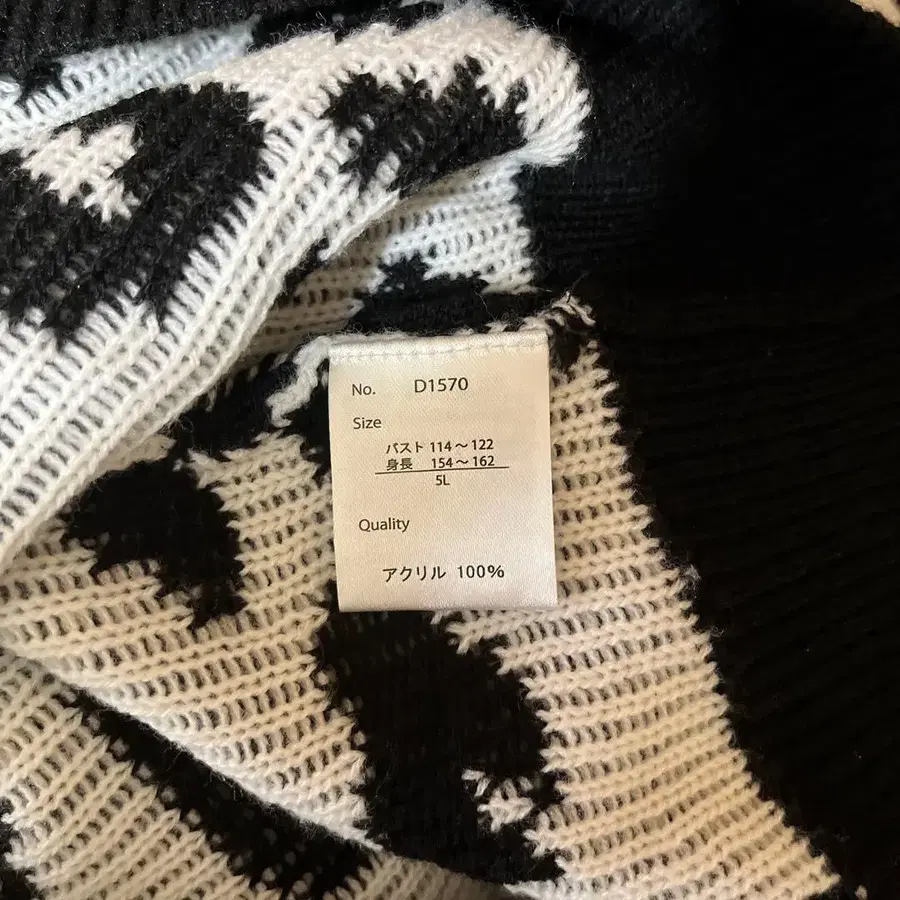 No. D1570
Size
バスト 114～122
身長 154～162
5L
Quality
アクリル 100%